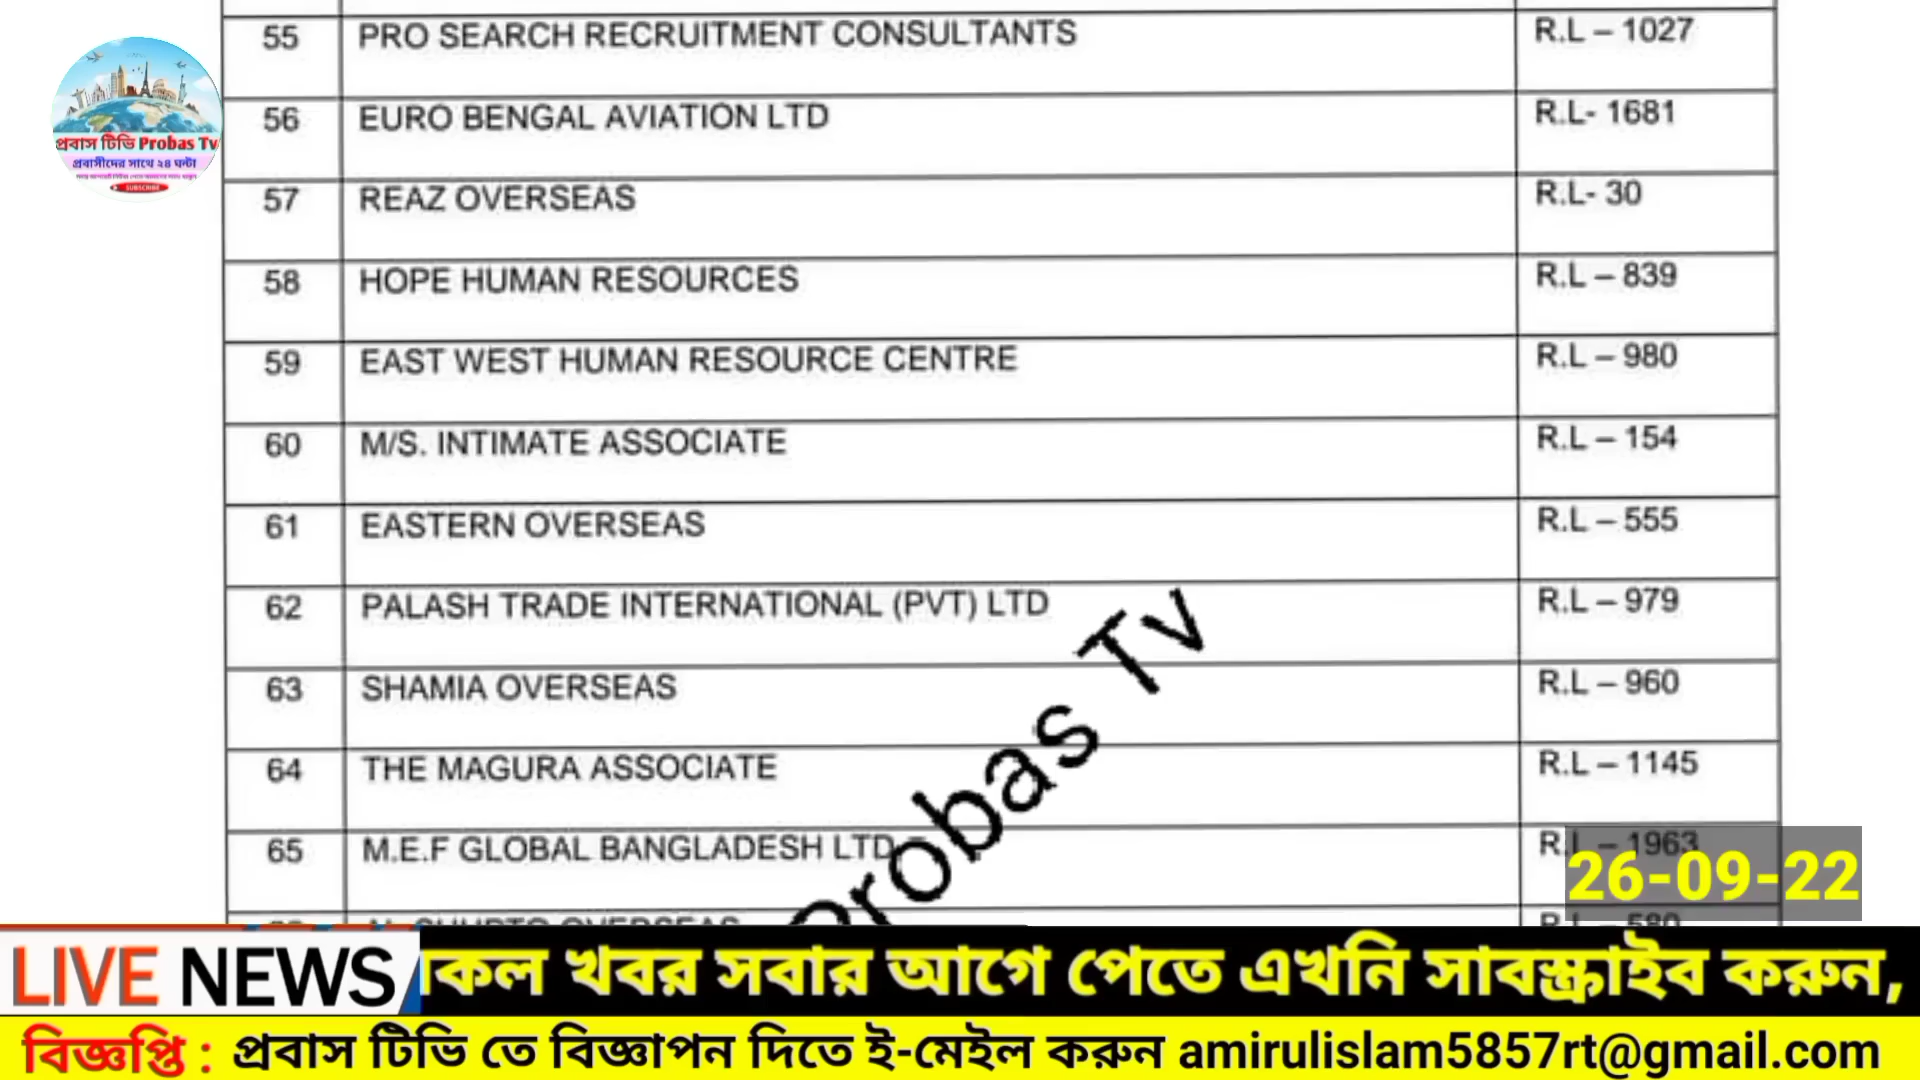 55 PRO SEARCH RECRUITMENT CONSULTANTS R.L – 1027
56 EURO BENGAL AVIATION LTD R.L- 1681
57 REAZ OVERSEAS R.L- 30
58 HOPE HUMAN RESOURCES R.L – 839
59 EAST WEST HUMAN RESOURCE CENTRE R.L – 980
60 M/S. INTIMATE ASSOCIATE R.L – 154
61 EASTERN OVERSEAS R.L – 555
62 PALASH TRADE INTERNATIONAL (PVT) LTD R.L – 979
63 SHAMIA OVERSEAS R.L – 960
64 THE MAGURA ASSOCIATE R.L – 1145
65 M.E.F GLOBAL BANGLADESH LTD R.L – 1963
OVERSEAS R.L – 580
প্রবাস টিভি Probas Tv
প্রবাসীদের সাথে ২৪ ঘন্টা
SUBSCRIBE
Probas Tv
26-09-22
LIVE NEWS
কল খবর সবার আগে পেতে এখনি সাবস্ক্রাইব করুন,
বিজ্ঞপ্তি : প্রবাস টিভি তে বিজ্ঞাপন দিতে ই-মেইল করুন amirulislam5857rt@gmail.com